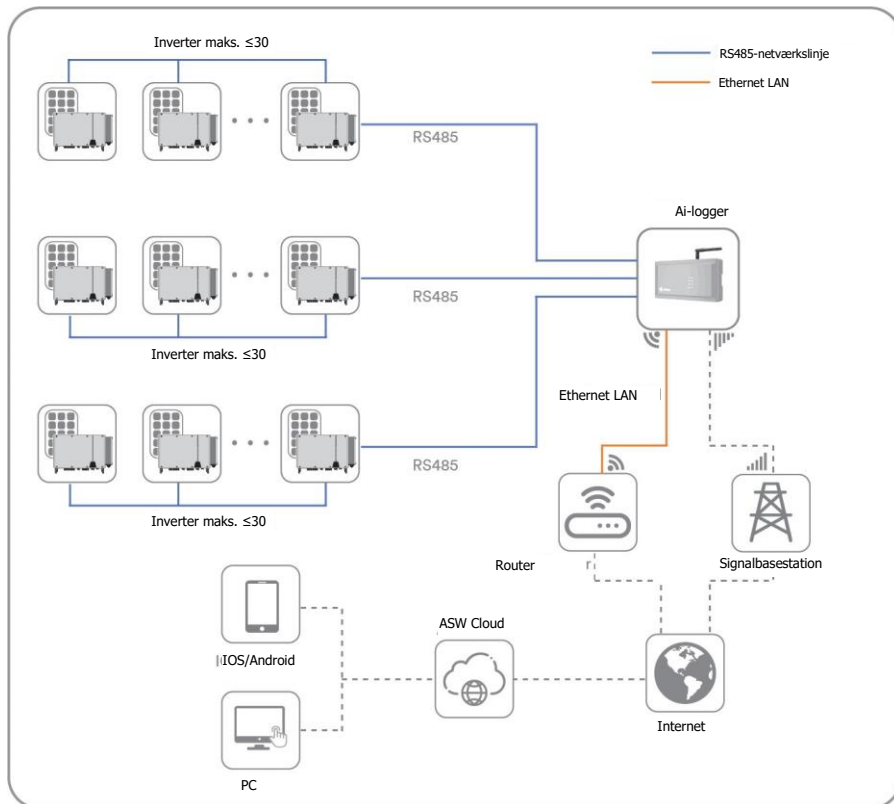 Inverter maks. ≤30
RS485-netværkslinje
Ethernet LAN
RS485
Ai-logger
RS485
Inverter maks. ≤30
Ethernet LAN
RS485
Inverter maks. ≤30
Router
Signalbasestation
ASW Cloud
IOS/Android
Internet
PC